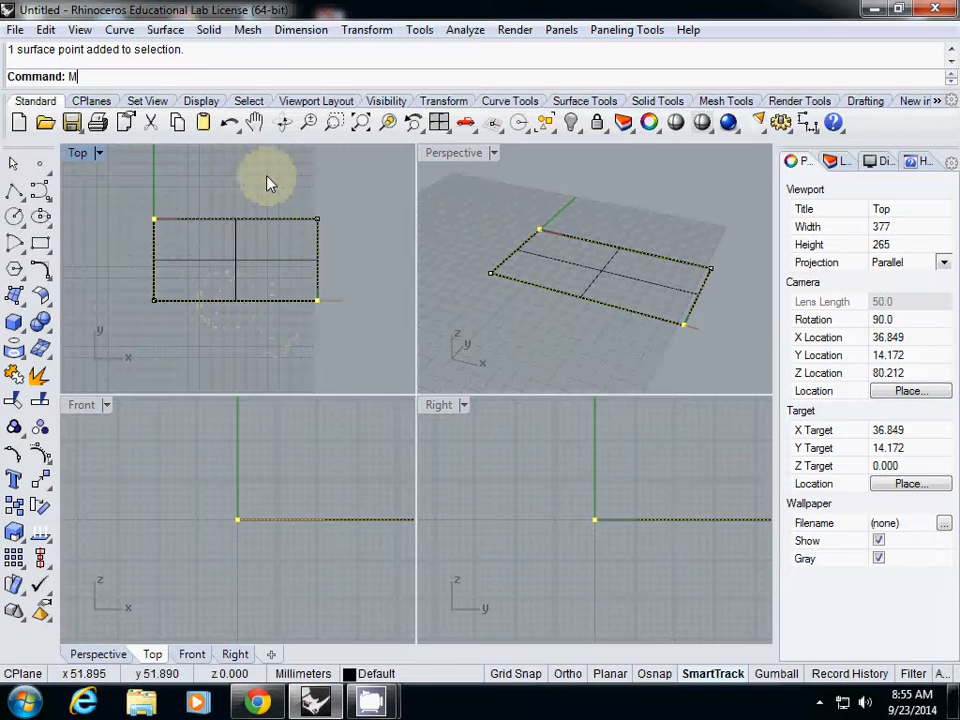 Untitled - Rhinoceros Educational Lab License (64-bit)
File Edit View Curve Surface Solid Mesh Dimension Transform Tools Analyze Render Panels Paneling Tools Help
1 surface point added to selection.
Command: M
Standard CPlanes Set View Display Select Viewport Layout Visibility Transform Curve Tools Surface Tools Solid Tools Mesh Tools Render Tools Drafting New in
Top
Perspective
P... L... Di... H...
Viewport
Title Top
Width 377
Height 265
Projection Parallel
Camera
Lens Length 50.0
Rotation 90.0
X Location 36.849
Y Location 14.172
Z Location 80.212
Location Place...
Target
X Target 36.849
Y Target 14.172
Z Target 0.000
Location Place...
Wallpaper
Filename (none) ...
Show
Gray
y
x
z
y
x
Front
Right
z
x
z
y
Perspective Top Front Right
CPlane x 51.895 y 51.890 z 0.000 Millimeters Default Grid Snap Ortho Planar Osnap SmartTrack Gumball Record History Filter A...
8:55 AM
9/23/2014